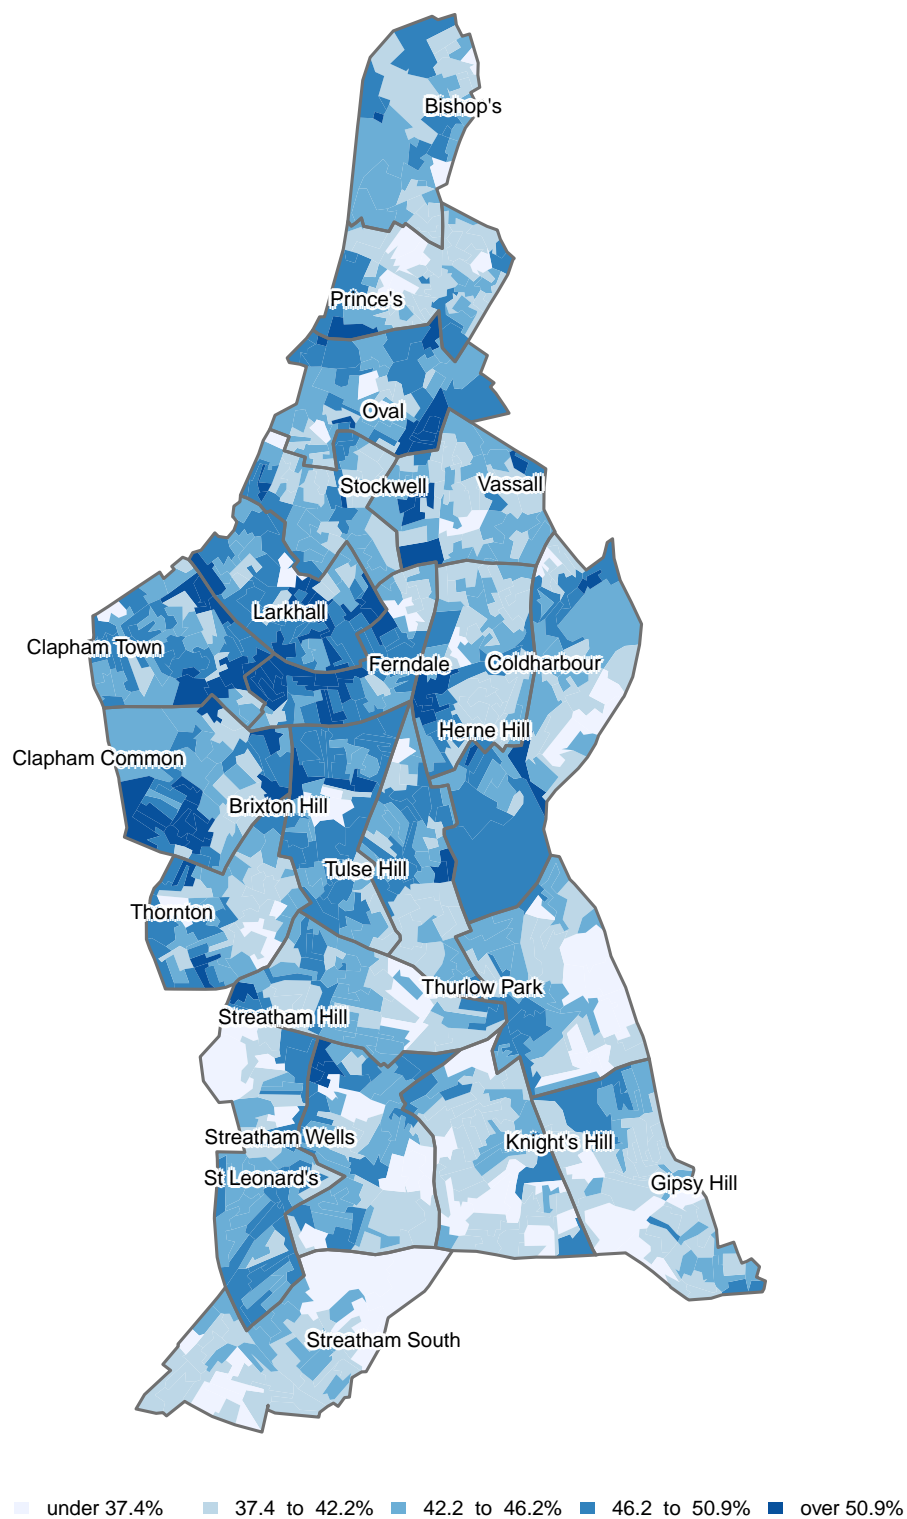 Bishop's
Prince's
Oval
Stockwell
Vassall
Larkhall
Clapham Town
Ferndale
Coldharbour
Herne Hill
Clapham Common
Brixton Hill
Tulse Hill
Thornton
Thurlow Park
Streatham Hill
Streatham Wells
Knight's Hill
St Leonard's
Gipsy Hill
Streatham South
under 37.4% 37.4 to 42.2% 42.2 to 46.2% 46.2 to 50.9% over 50.9%